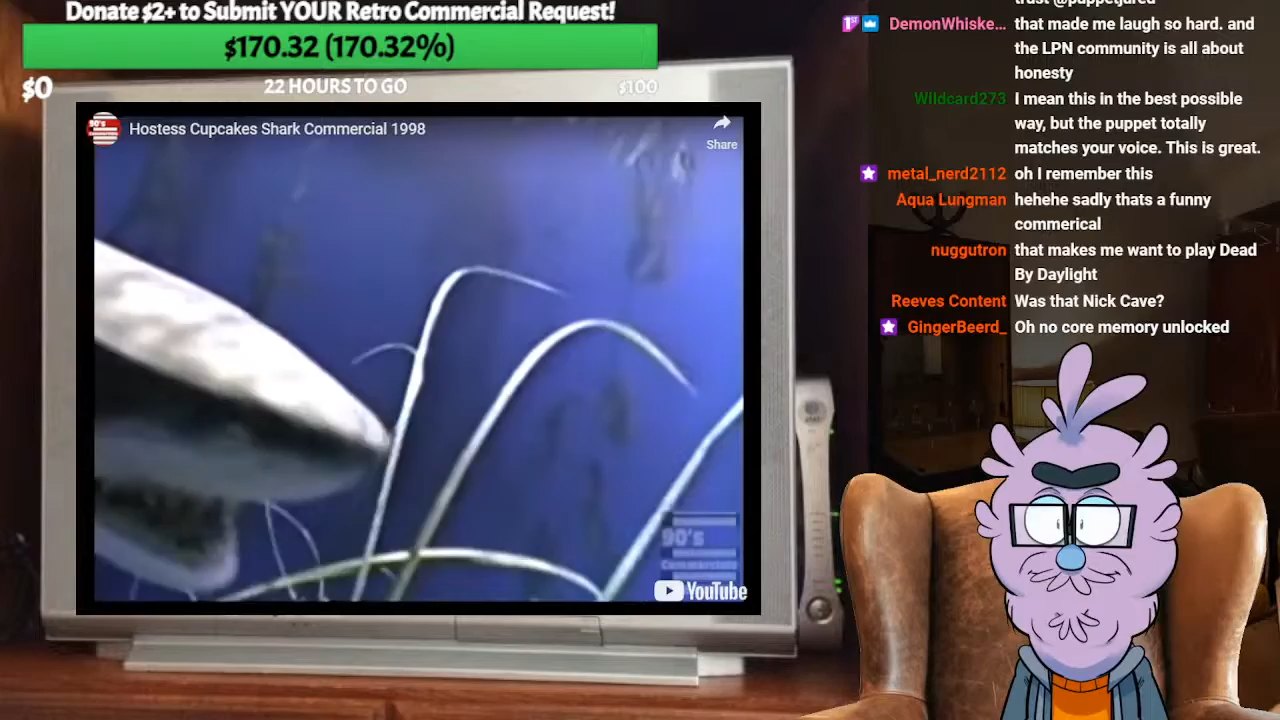 Donate $2+ to Submit YOUR Retro Commercial Request!
$170.32 (170.32%)
$0
22 HOURS TO GO
$100
Hostess Cupcakes Shark Commercial 1998
Share
90's
Commercials
YouTube
trust @puppetjared
DemonWhiske... that made me laugh so hard. and
the LPN community is all about
honesty
Wildcard273 I mean this in the best possible
way, but the puppet totally
matches your voice. This is great.
metal_nerd2112 oh I remember this
Aqua Lungman hehehe sadly thats a funny
commerical
nuggutron that makes me want to play Dead
By Daylight
Reeves Content Was that Nick Cave?
GingerBeerd_ Oh no core memory unlocked